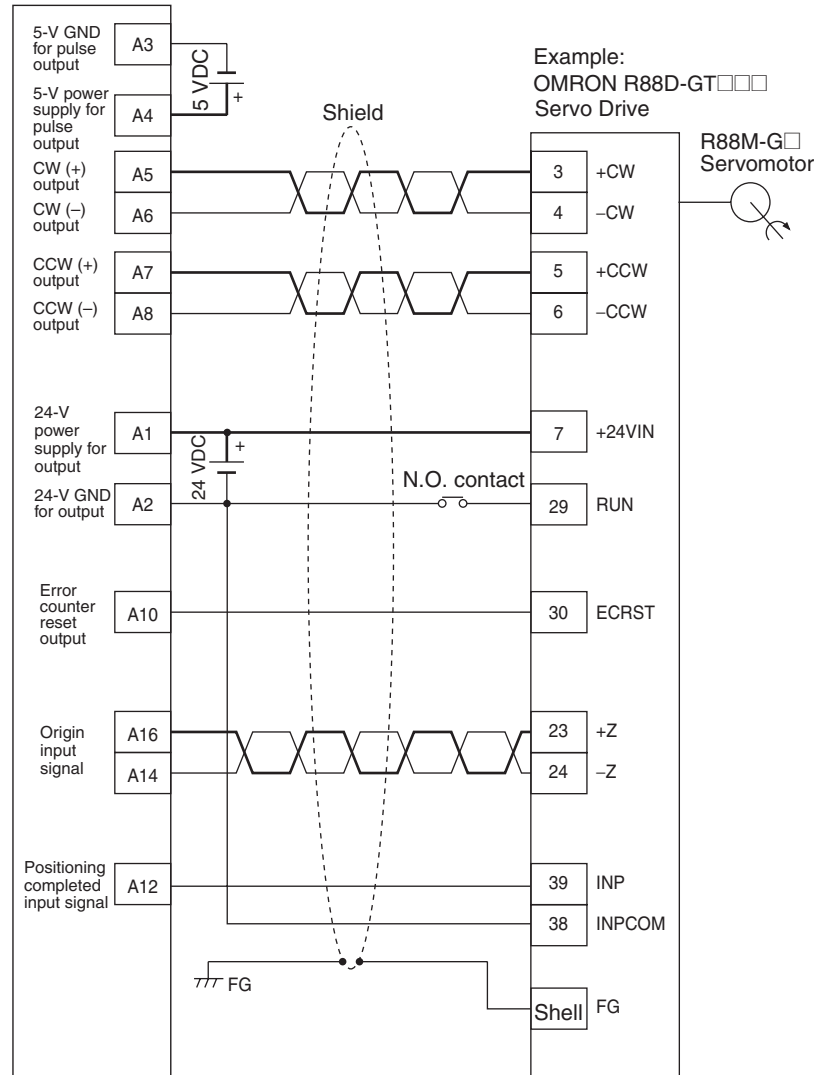 5-V GND
for pulse
output
A3
5 VDC
+
5-V power
supply for
pulse
output
A4
Shield
Example:
OMRON R88D-GT□□□
Servo Drive
R88M-G□
Servomotor
CW (+)
output
A5
3
+CW
CW (–)
output
A6
4
–CW
CCW (+)
output
A7
5
+CCW
CCW (–)
output
A8
6
–CCW
24-V
power
supply for
output
A1
24 VDC
+
7
+24VIN
24-V GND
for output
A2
N.O. contact
29
RUN
Error
counter
reset
output
A10
30
ECRST
Origin
input
signal
A16
A14
23
+Z
24
–Z
Positioning
completed
input signal
A12
39
INP
38
INPCOM
FG
Shell
FG